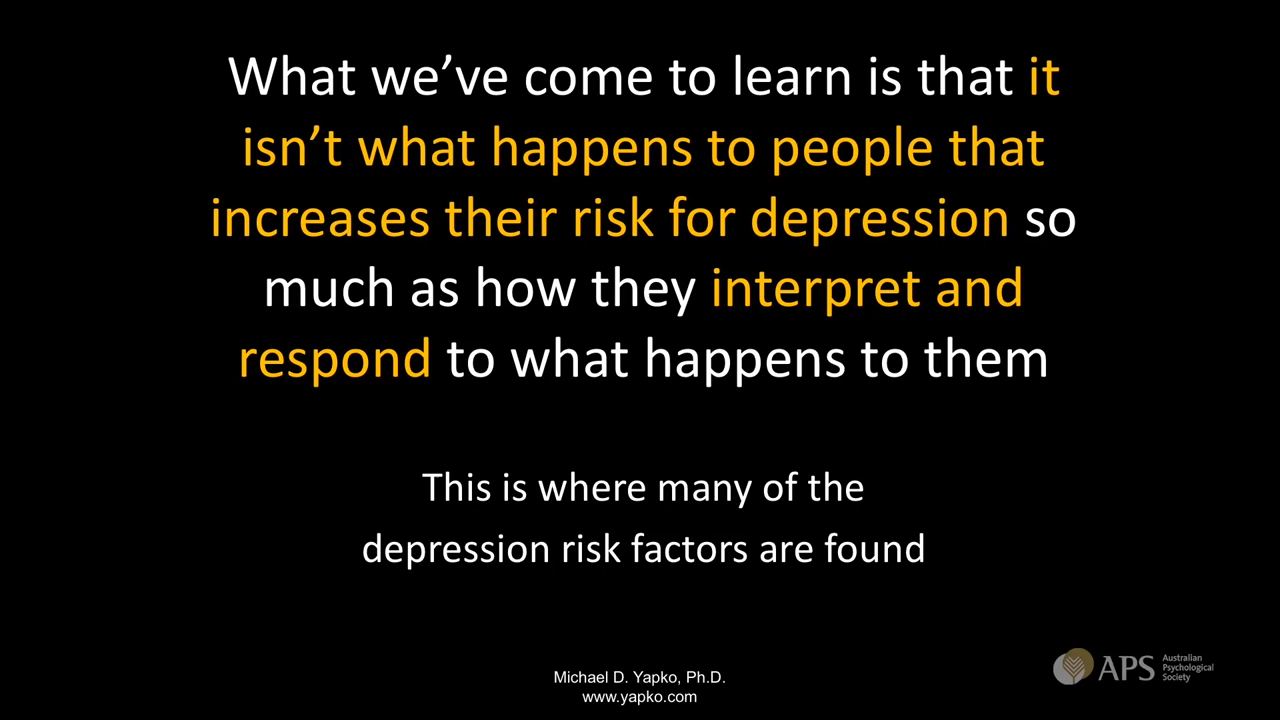 What we’ve come to learn is that it
isn’t what happens to people that
increases their risk for depression so
much as how they interpret and
respond to what happens to them
This is where many of the
depression risk factors are found
Michael D. Yapko, Ph.D.
www.yapko.com
APS
Australian
Psychological
Society